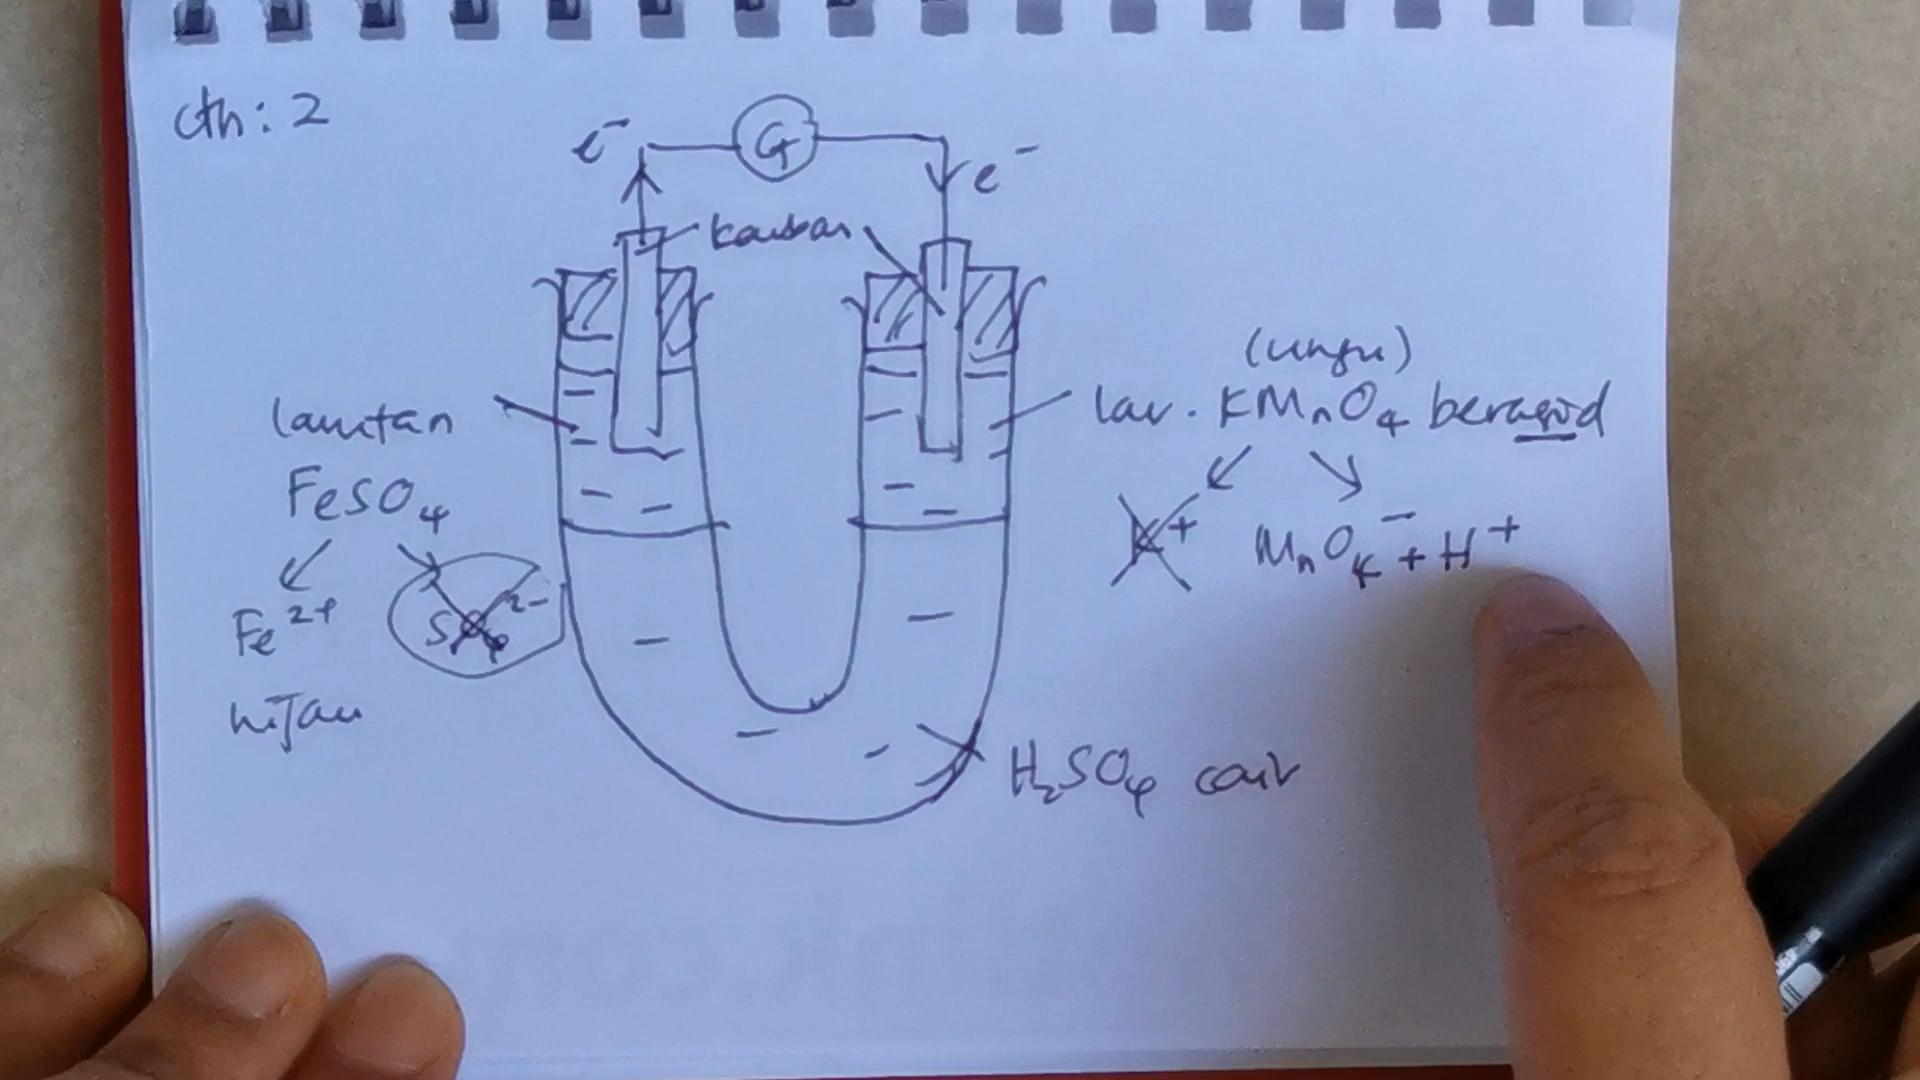 cth: 2
e⁻
G
e⁻
karbon
(ungu)
larutan
lar. KMnO₄ berasid
FeSO₄
K⁺ MnO₄⁻ + H⁺
Fe²⁺
SO₄²⁻
hijau
H₂SO₄ cair